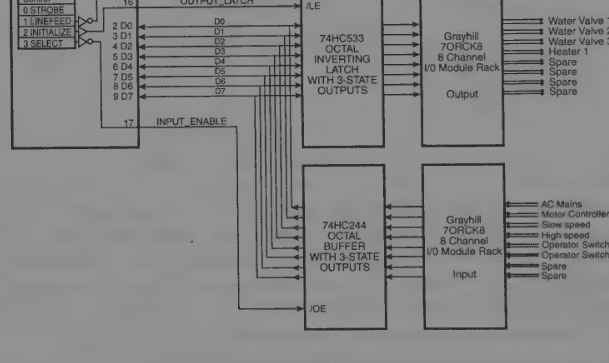 Control
0 STROBE
1 LINEFEED
2 INITIALIZE
3 SELECT
16
OUTPUT_LATCH
2 D0
3 D1
4 D2
5 D3
6 D4
7 D5
8 D6
9 D7
D0
D1
D2
D3
D4
D5
D6
D7
17
INPUT_ENABLE
/LE
74HC533
OCTAL
INVERTING
LATCH
WITH 3-STATE
OUTPUTS
Grayhill
7ORCK8
8 Channel
I/0 Module Rack
Output
Water Valve
Water Valve 2
Water Valve 3
Heater 1
Spare
Spare
Spare
Spare
74HC244
OCTAL
BUFFER
WITH 3-STATE
OUTPUTS
/OE
Grayhill
7ORCK8
8 Channel
I/0 Module Rack
Input
AC Mains
Motor Controller
Slow speed
High speed
Operator Switch
Operator Switch
Spare
Spare